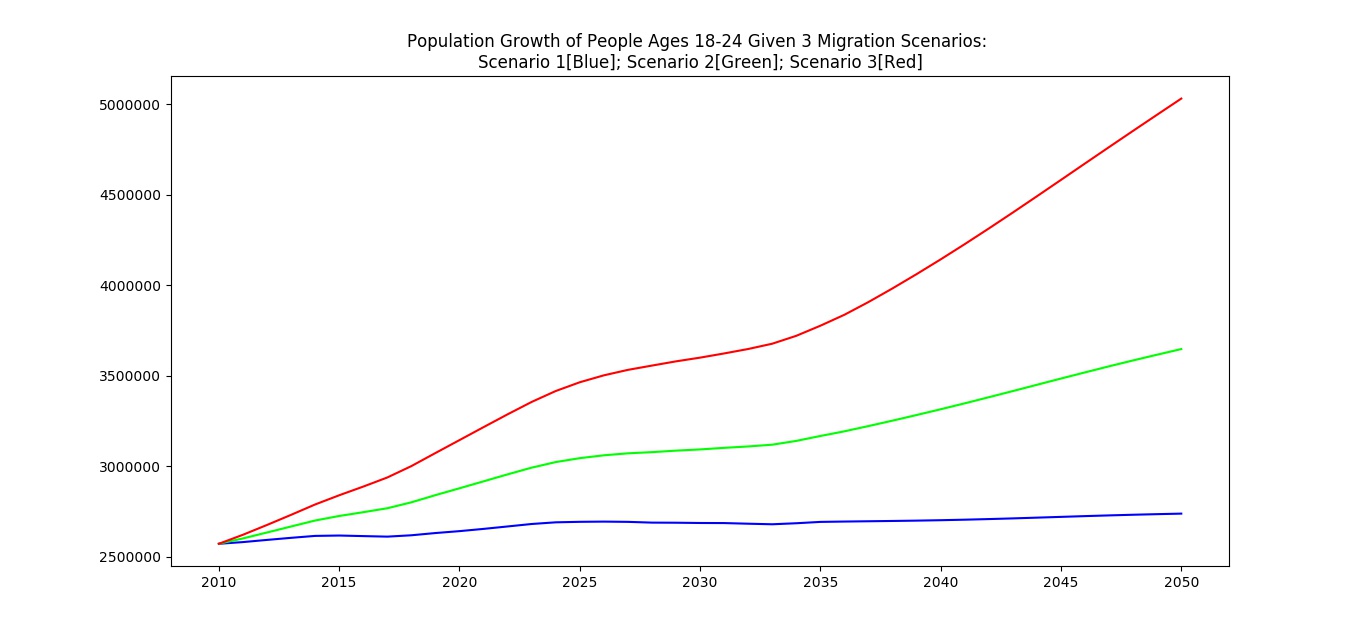 Population Growth of People Ages 18-24 Given 3 Migration Scenarios:
Scenario 1[Blue]; Scenario 2[Green]; Scenario 3[Red]
5000000
4500000
4000000
3500000
3000000
2500000
2010 2015 2020 2025 2030 2035 2040 2045 2050